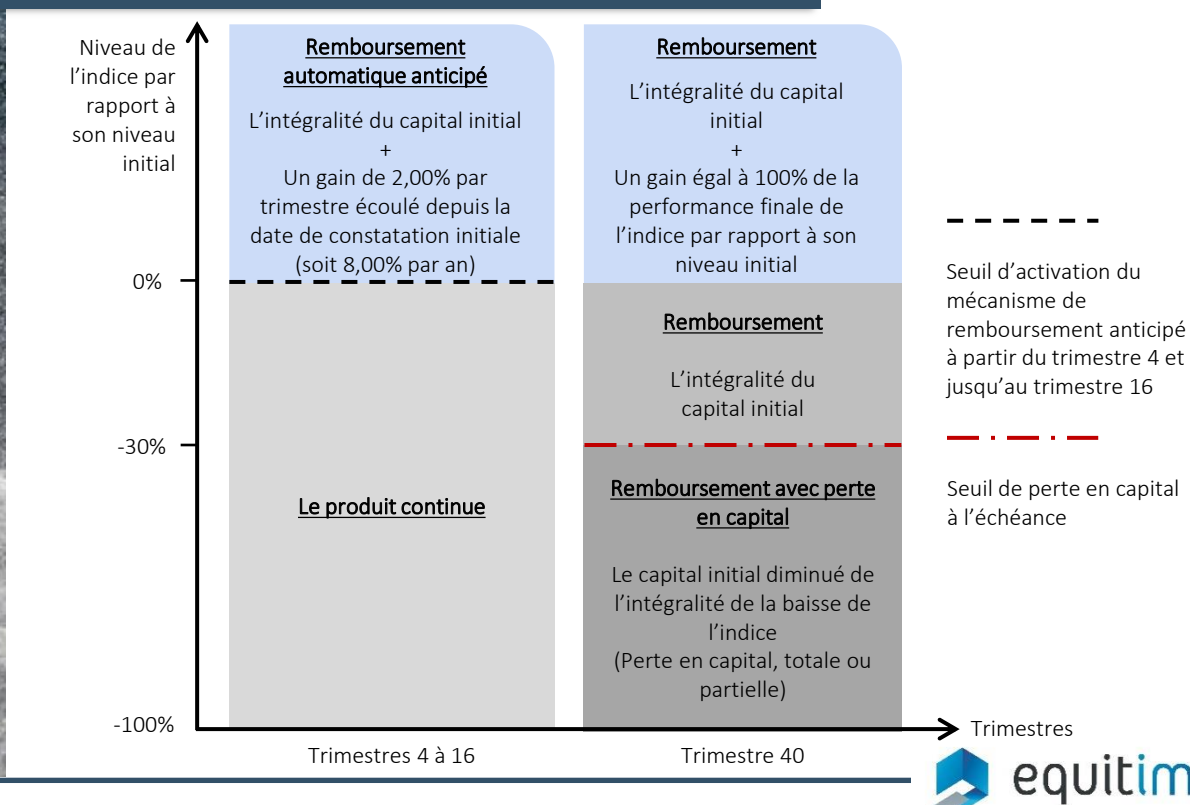 Niveau de
l'indice par
rapport à
son niveau
initial
0%
-30%
-100%
Remboursement
automatique anticipé
L'intégralité du capital initial
+
Un gain de 2,00% par
trimestre écoulé depuis la
date de constatation initiale
(soit 8,00% par an)
Le produit continue
Trimestres 4 à 16
Remboursement
L'intégralité du capital
initial
+
Un gain égal à 100% de la
performance finale de
l'indice par rapport à son
niveau initial
Remboursement
L'intégralité du
capital initial
Remboursement avec perte
en capital
Le capital initial diminué de
l'intégralité de la baisse de
l'indice
(Perte en capital, totale ou
partielle)
Trimestre 40
Trimestres
Seuil d'activation du
mécanisme de
remboursement anticipé
à partir du trimestre 4 et
jusqu'au trimestre 16
Seuil de perte en capital
à l'échéance
equitim